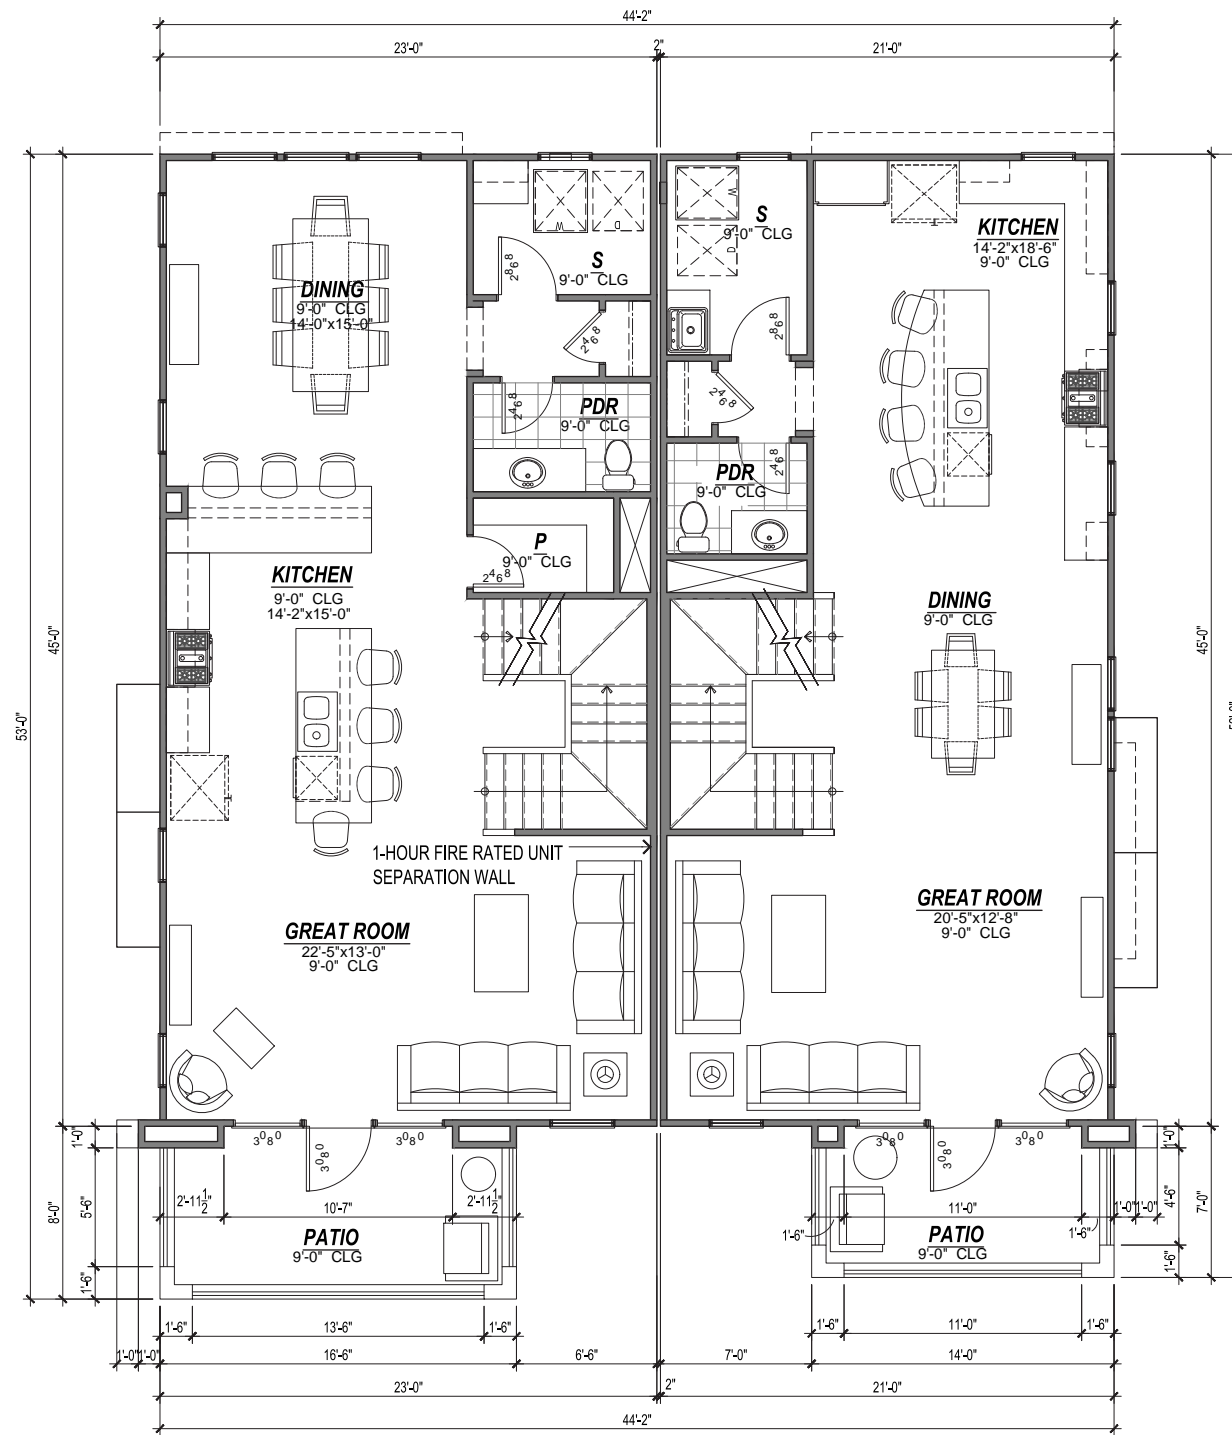 44'-2"
23'-0" 2" 21'-0"
S
9'-0" CLG
W
D
KITCHEN
14'-2"x18'-6"
9'-0" CLG
W
D
S
9'-0" CLG
2868
DINING
9'-0" CLG
14'-0"x15'-0"
2468
2868
2468
PDR
9'-0" CLG
2468
PDR
9'-0" CLG
2468
P
9'-0" CLG
2468
KITCHEN
9'-0" CLG
14'-2"x15'-0"
DINING
9'-0" CLG
45'-0"
53'-0"
45'-0"
1-HOUR FIRE RATED UNIT
SEPARATION WALL
GREAT ROOM
22'-5"x13'-0"
9'-0" CLG
GREAT ROOM
20'-5"x12'-8"
9'-0" CLG
1'-0"
3080
3080
3080
3080
3080
3080
1'-0"
8'-0"
5'-6"
1'-6"
2'-11 1/2"
10'-7"
2'-11 1/2"
PATIO
9'-0" CLG
1'-6"
11'-0"
1'-6"
1'-0"
1'-0"
PATIO
9'-0" CLG
4'-6"
7'-0"
1'-6"
1'-6" 13'-6" 1'-6" 1'-6" 11'-0" 1'-6"
1'-0" 1'-0" 16'-6" 6'-6" 7'-0" 14'-0"
23'-0" 2" 21'-0"
44'-2"